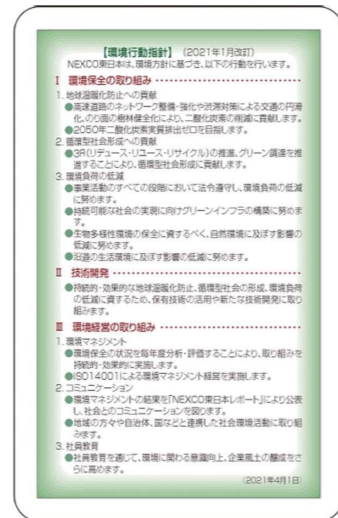 【環境行動指針】 (2021年1月改訂)
NEXCO東日本は、環境方針に基づき、以下の行動を行います。
Ⅰ 環境保全の取り組み
1. 地球温暖化防止への貢献
●高速道路のネットワーク整備・強化や渋滞対策による交通の円滑
化、のり面の樹林健全化により、二酸化炭素の削減に貢献します。
●2050年二酸化炭素実質排出ゼロを目指します。
2. 循環型社会形成への貢献
●3R(リデュース・リユース・リサイクル)の推進、グリーン調達を推
進することにより、循環型社会形成に貢献します。
3. 環境負荷の低減
●事業活動のすべての段階において法令遵守し、環境負荷の低減
に努めます。
●持続可能な社会の実現に向けグリーンインフラの構築に努めま
す。
●生物多様性環境の保全に資するべく、自然環境に及ぼす影響の
低減に努めます。
●沿道の生活環境に及ぼす影響の低減に努めます。
Ⅱ 技術開発
●持続的・効果的な地球温暖化防止、循環型社会の形成、環境負荷
の低減に資するため、保有技術の活用や新たな技術開発に取り
組みます。
Ⅲ 環境経営の取り組み
1. 環境マネジメント
●環境保全の状況を毎年度分析・評価することにより、取り組みを
持続的・効果的に実施します。
●ISO14001による環境マネジメント経営を実施します。
2. コミュニケーション
●環境マネジメントの結果を「NEXCO東日本レポート」により公表
し、社会とのコミュニケーションを図ります。
●地域の方々や自治体、国などと連携した社会環境活動に取り組
みます。
3. 社員教育
●社員教育を通じて、環境に関わる意識向上、企業風土の醸成をさ
らに高めます。
(2021年4月1日)